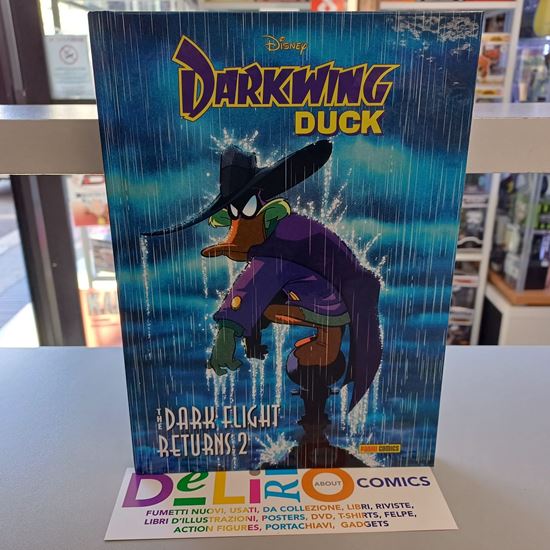 Disney
DARKWING
DUCK
THE
DARK FLIGHT
RETURNS 2
PANINI COMICS
DeLiRiO
ABOUT
COMICS
FUMETTI NUOVI, USATI, DA COLLEZIONE, LIBRI, RIVISTE,
LIBRI D'ILLUSTRAZIONI, POSTERS, DVD, T-SHIRTS, FELPE,
ACTION FIGURES, PORTACHIAVI, GADGETS